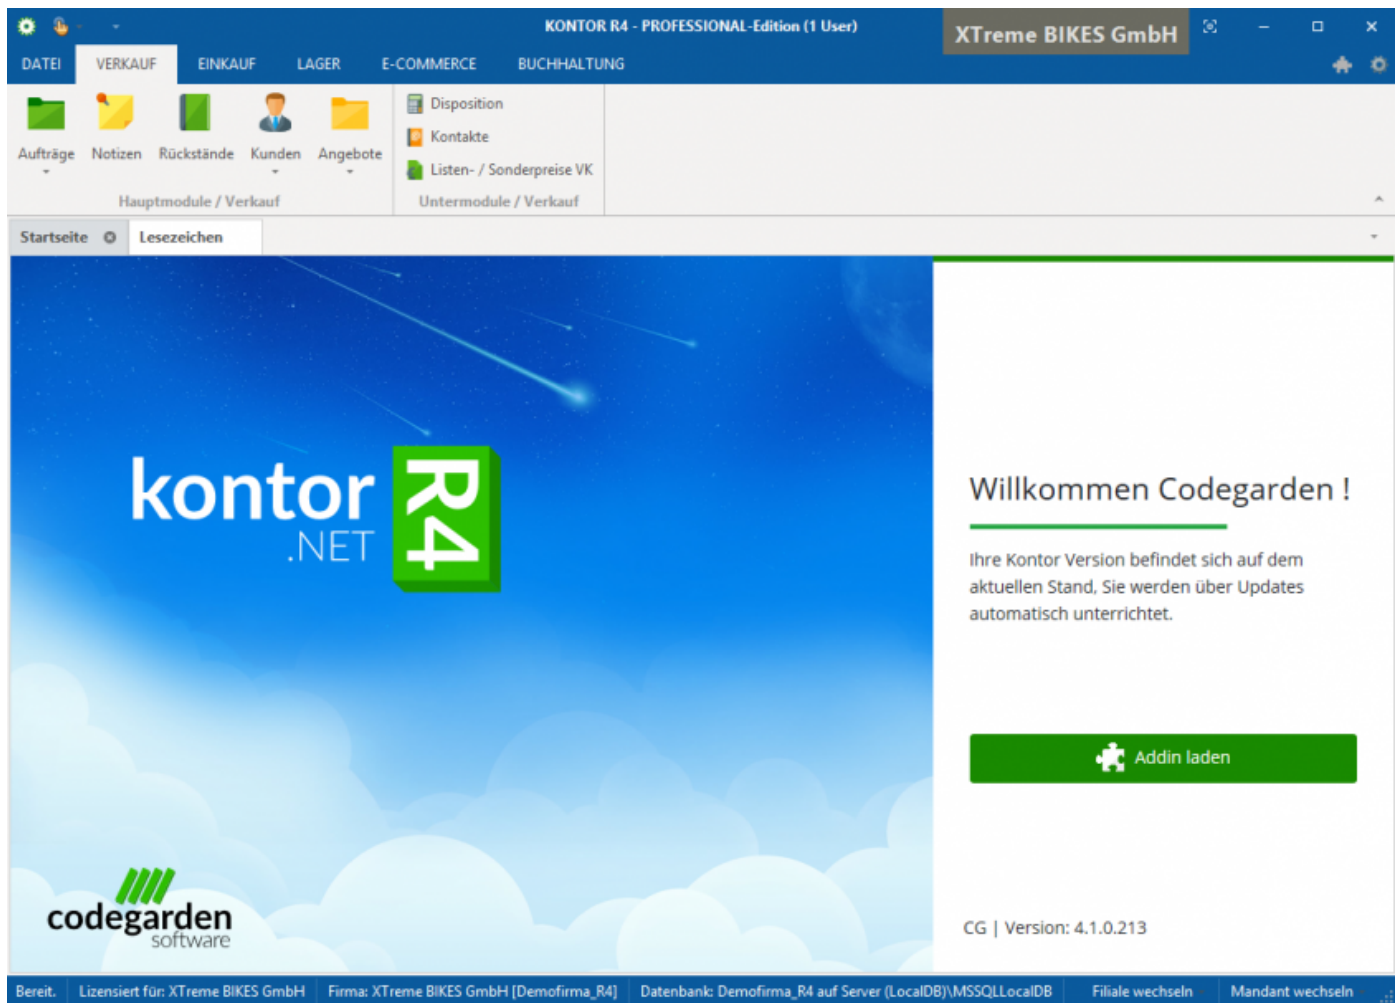 KONTOR R4 - PROFESSIONAL-Edition (1 User)
XTreme BIKES GmbH
DATEI VERKAUF EINKAUF LAGER E-COMMERCE BUCHHALTUNG
Aufträge Notizen Rückstände Kunden Angebote
Disposition
Kontakte
Listen- / Sonderpreise VK
Hauptmodule / Verkauf Untermodule / Verkauf
Startseite Lesezeichen
kontor
.NET
R4
Willkommen Codegarden !
Ihre Kontor Version befindet sich auf dem
aktuellen Stand, Sie werden über Updates
automatisch unterrichtet.
Addin laden
codegarden
software
CG | Version: 4.1.0.213
Bereit. Lizensiert für: XTreme BIKES GmbH Firma: XTreme BIKES GmbH [Demofirma_R4] Datenbank: Demofirma_R4 auf Server (LocalDB)\MSSQLLocalDB Filiale wechseln Mandant wechseln